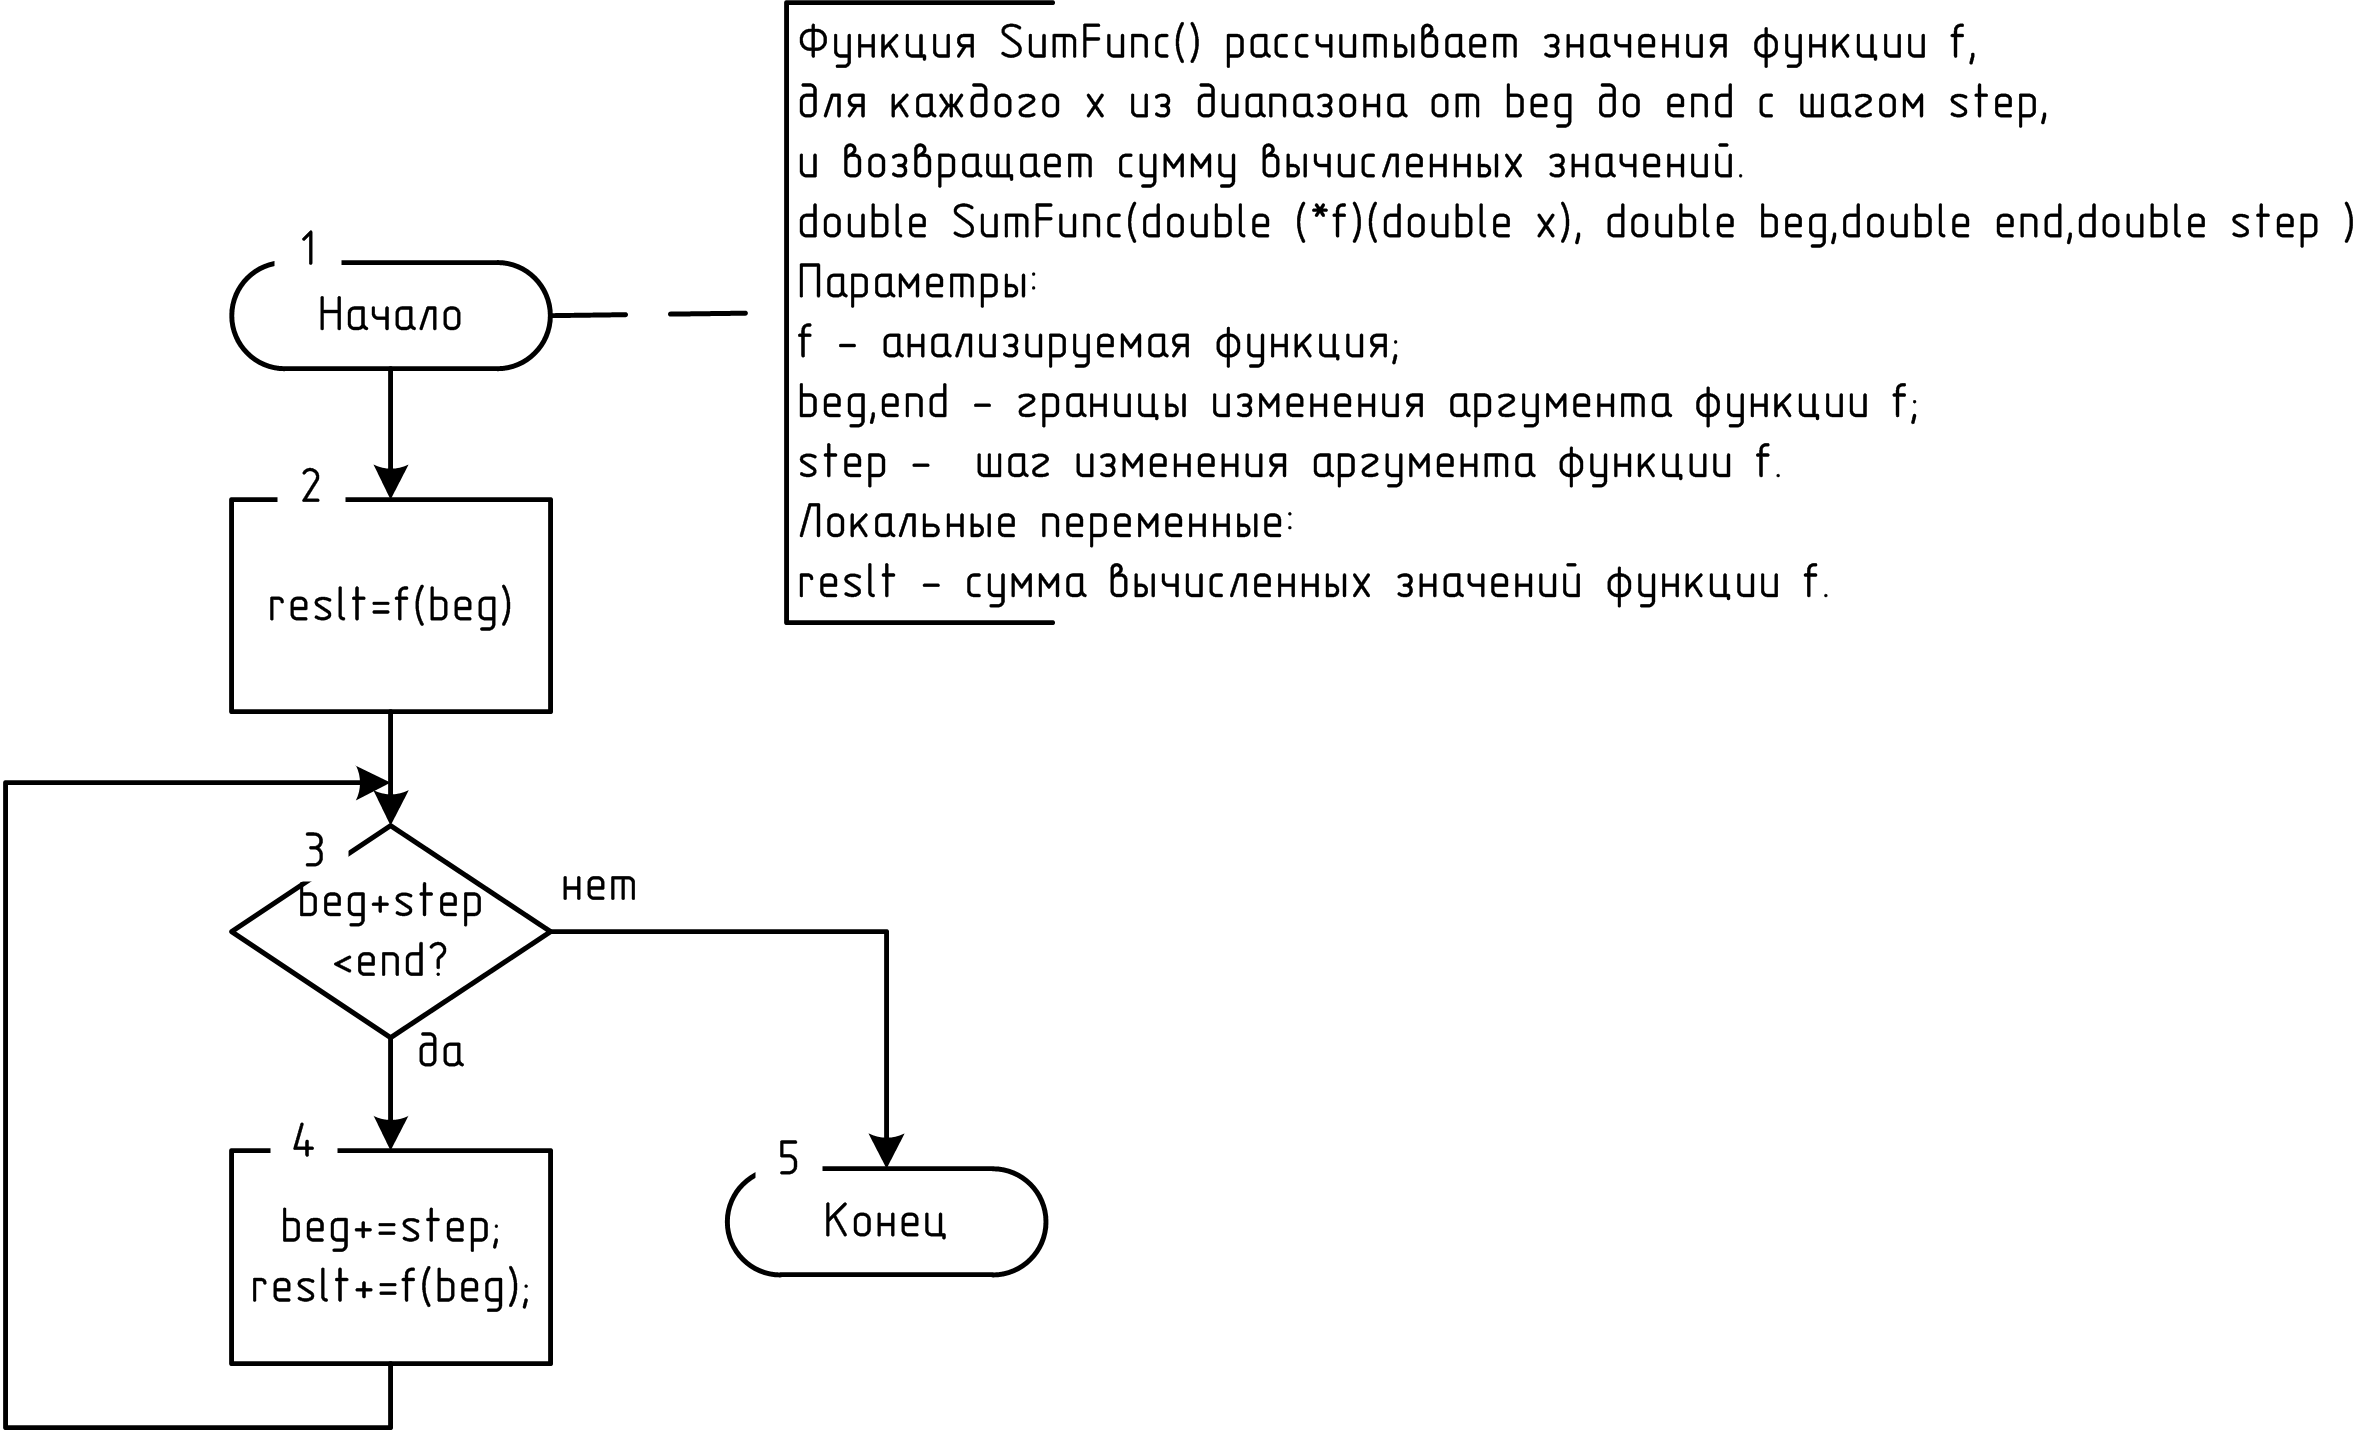 Функция SumFunc() рассчитывает значения функции f,
для каждого x из диапазона от beg до end с шагом step,
и возвращает сумму вычисленных значений.
double SumFunc(double (*f)(double x), double beg,double end,double step )
Параметры:
f - анализируемая функция;
beg,end - границы изменения аргумента функции f;
step - шаг изменения аргумента функции f.
Локальные переменные:
reslt - сумма вычисленных значений функции f.
1
Начало
2
reslt=f(beg)
3
beg+step
<end?
нет
да
4
beg+=step;
reslt+=f(beg);
5
Конец